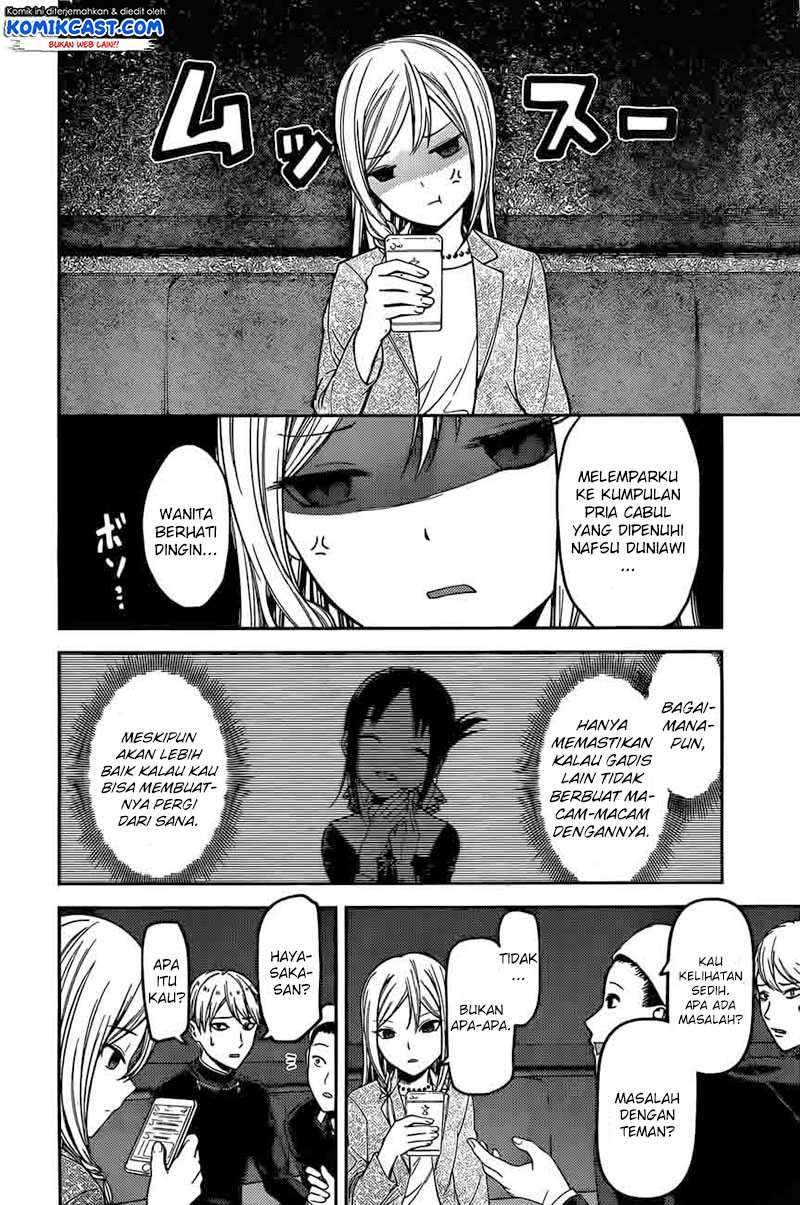 Komik ini diterjemahkan & diedit oleh
KOMIKCAST.COM
BUKAN WEB LAIN!!
ムッスー
MELEMPARKU
KE KUMPULAN
PRIA CABUL
YANG DIPENUHI
NAFSU DUNIAWI
...
WANITA
BERHATI
DINGIN...
ボソ...
BAGAI-
MANA-
PUN,
HANYA
MEMASTIKAN
KALAU GADIS
LAIN TIDAK
BERBUAT MA-
CAM-MACAM
DENGANNYA.
MESKIPUN
AKAN LEBIH
BAIK KALAU KAU
BISA MEMBUAT-
NYA PERGI
DARI SANA.
KAU
KELIHATAN
SEDIH.
APA ADA
MASALAH?
MASALAH
DENGAN
TEMAN?
TIDAK
...
BUKAN
APA-APA.
HAYA-
SAKA-
SAN?
APA
ITU
KAU?